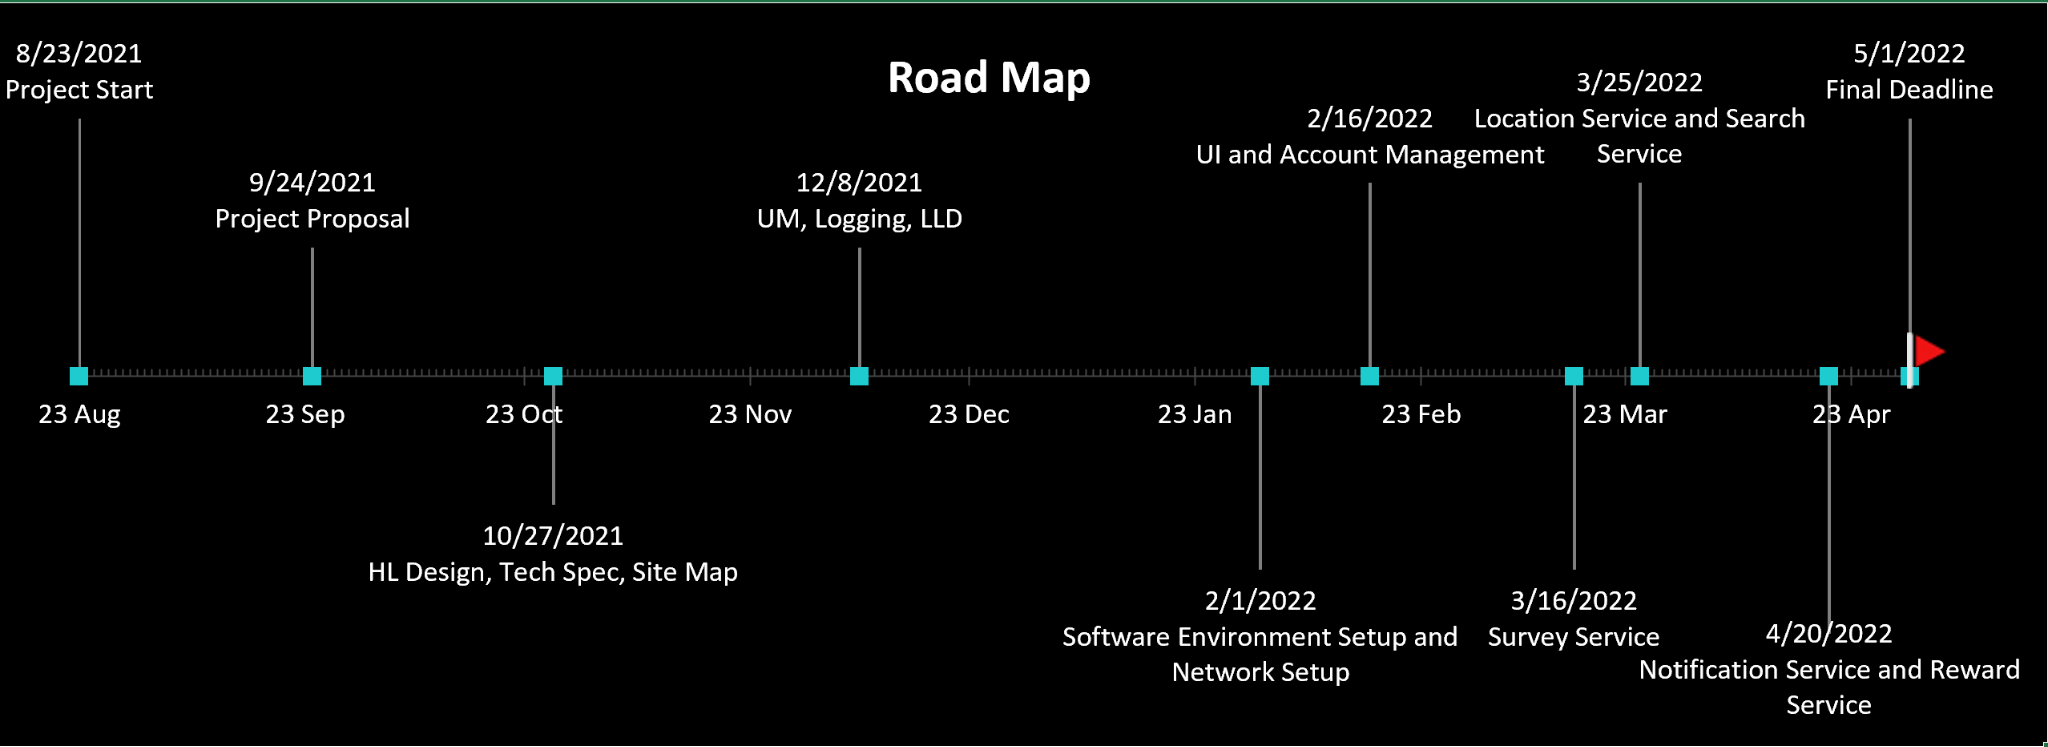 Road Map
8/23/2021
Project Start
9/24/2021
Project Proposal
10/27/2021
HL Design, Tech Spec, Site Map
12/8/2021
UM, Logging, LLD
2/1/2022
Software Environment Setup and
Network Setup
2/16/2022
UI and Account Management
3/16/2022
Survey Service
3/25/2022
Location Service and Search
Service
4/20/2022
Notification Service and Reward
Service
5/1/2022
Final Deadline
23 Aug
23 Sep
23 Oct
23 Nov
23 Dec
23 Jan
23 Feb
23 Mar
23 Apr